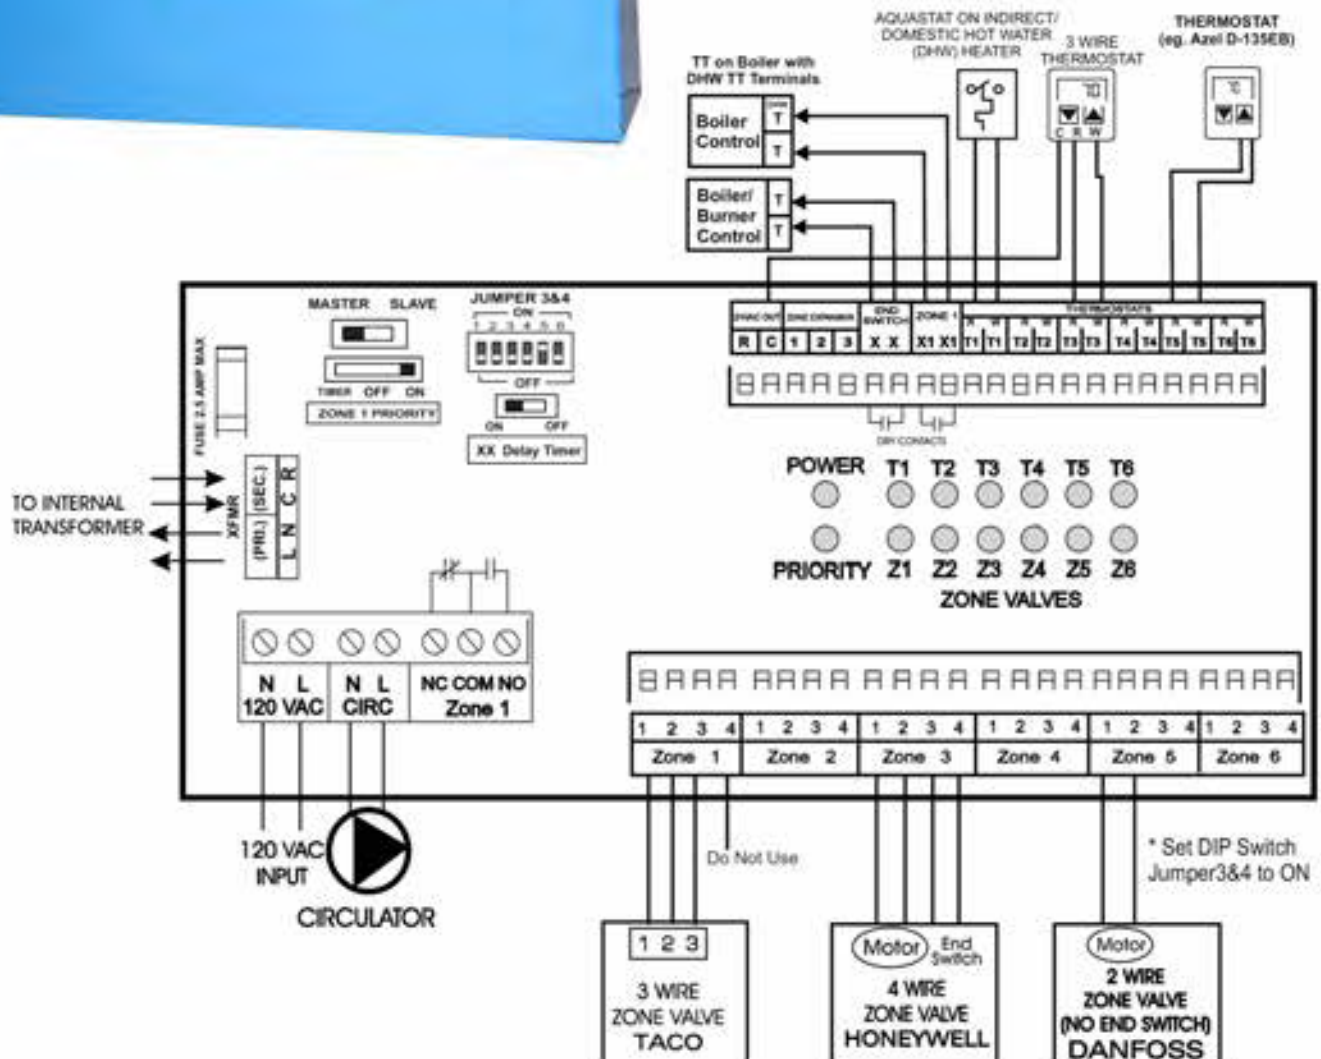 AQUASTAT ON INDIRECT/
DOMESTIC HOT WATER
(DHW) HEATER
3 WIRE
THERMOSTAT
THERMOSTAT
(eg. Azel D-135EB)
TT on Boiler with
DHW TT Terminals
Boiler
Control
T
T
Boiler/
Burner
Control
T
T
C R W
MASTER SLAVE
TIMER OFF ON
ZONE 1 PRIORITY
JUMPER 3&4
ON
1 2 3 4 5 6
OFF
ON OFF
XX Delay Timer
FUSE 2.5 AMP MAX
24VAC OUT
ZONE EXPANDER
END
SWITCH
ZONE 1
THERMOSTATS
R W R W R W R W R W R W
R C 1 2 3 X X X1 X1 T1 T1 T2 T2 T3 T3 T4 T4 T5 T5 T6 T6
DRY CONTACTS
POWER T1 T2 T3 T4 T5 T6
PRIORITY Z1 Z2 Z3 Z4 Z5 Z6
ZONE VALVES
TO INTERNAL
TRANSFORMER
XFMR
(PRI.) (SEC.)
L N C R
N L N L NC COM NO
120 VAC CIRC Zone 1
1 2 3 4 1 2 3 4 1 2 3 4 1 2 3 4 1 2 3 4 1 2 3 4
Zone 1 Zone 2 Zone 3 Zone 4 Zone 5 Zone 6
120 VAC
INPUT
CIRCULATOR
Do Not Use
* Set DIP Switch
Jumper3&4 to ON
1 2 3
3 WIRE
ZONE VALVE
TACO
Motor
End
Switch
4 WIRE
ZONE VALVE
HONEYWELL
Motor
2 WIRE
ZONE VALVE
(NO END SWITCH)
DANFOSS